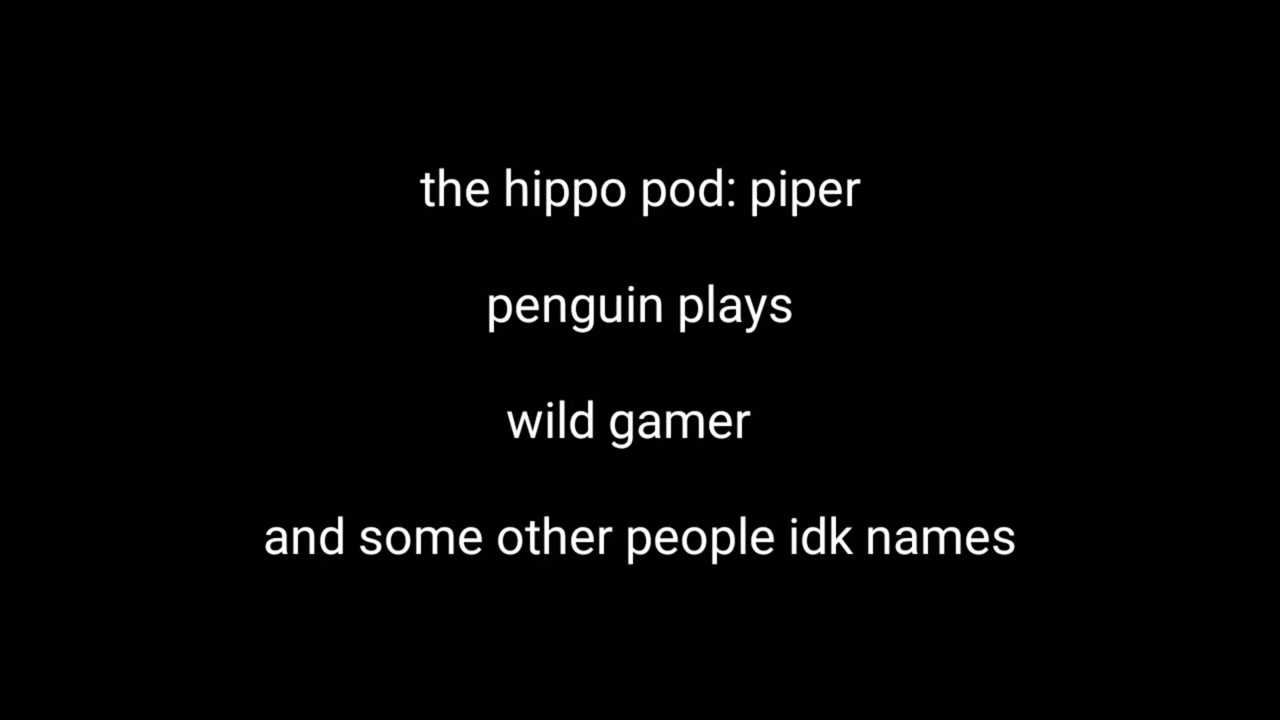 the hippo pod: piper
penguin plays
wild gamer
and some other people idk names